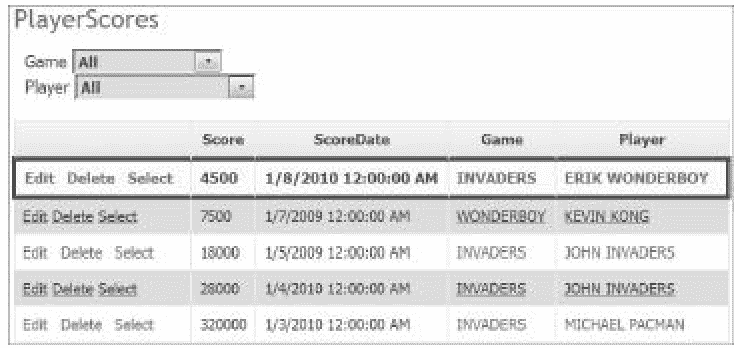 PlayerScores
Game All
Player All
Score ScoreDate Game Player
Edit Delete Select 4500 1/8/2010 12:00:00 AM INVADERS ERIK WONDERBOY
Edit Delete Select 7500 1/7/2009 12:00:00 AM WONDERBOY KEVIN KONG
Edit Delete Select 18000 1/5/2009 12:00:00 AM INVADERS JOHN INVADERS
Edit Delete Select 28000 1/4/2010 12:00:00 AM INVADERS JOHN INVADERS
Edit Delete Select 320000 1/3/2010 12:00:00 AM INVADERS MICHAEL PACMAN